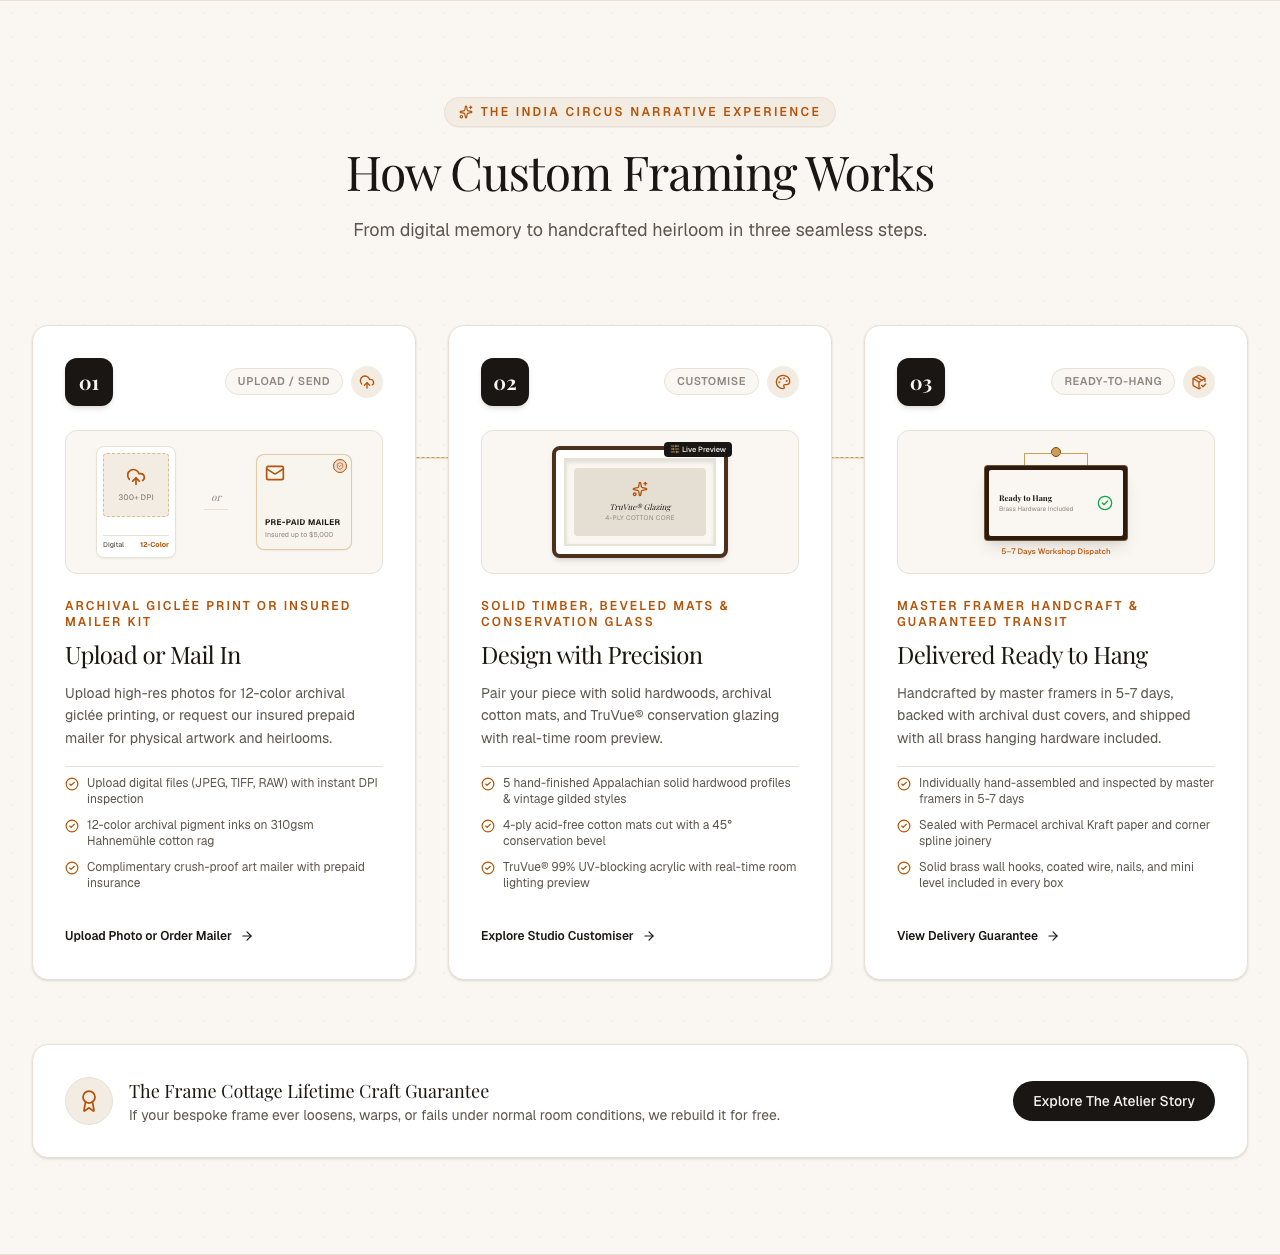 THE INDIA CIRCUS NARRATIVE EXPERIENCE
How Custom Framing Works
From digital memory to handcrafted heirloom in three seamless steps.
01
UPLOAD / SEND
300+ DPI
Digital
12-Color
or
PRE-PAID MAILER
Insured up to $5,000
ARCHIVAL GICLÉE PRINT OR INSURED
MAILER KIT
Upload or Mail In
Upload high-res photos for 12-color archival
giclée printing, or request our insured prepaid
mailer for physical artwork and heirlooms.
Upload digital files (JPEG, TIFF, RAW) with instant DPI
inspection
12-color archival pigment inks on 310gsm
Hahnemühle cotton rag
Complimentary crush-proof art mailer with prepaid
insurance
Upload Photo or Order Mailer
02
CUSTOMISE
Live Preview
TruVue® Glazing
4-PLY COTTON CORE
SOLID TIMBER, BEVELED MATS &
CONSERVATION GLASS
Design with Precision
Pair your piece with solid hardwoods, archival
cotton mats, and TruVue® conservation glazing
with real-time room preview.
5 hand-finished Appalachian solid hardwood profiles
& vintage gilded styles
4-ply acid-free cotton mats cut with a 45°
conservation bevel
TruVue® 99% UV-blocking acrylic with real-time room
lighting preview
Explore Studio Customiser
03
READY-TO-HANG
Ready to Hang
Brass Hardware Included
5–7 Days Workshop Dispatch
MASTER FRAMER HANDCRAFT &
GUARANTEED TRANSIT
Delivered Ready to Hang
Handcrafted by master framers in 5-7 days,
backed with archival dust covers, and shipped
with all brass hanging hardware included.
Individually hand-assembled and inspected by master
framers in 5-7 days
Sealed with Permacel archival Kraft paper and corner
spline joinery
Solid brass wall hooks, coated wire, nails, and mini
level included in every box
View Delivery Guarantee
The Frame Cottage Lifetime Craft Guarantee
If your bespoke frame ever loosens, warps, or fails under normal room conditions, we rebuild it for free.
Explore The Atelier Story